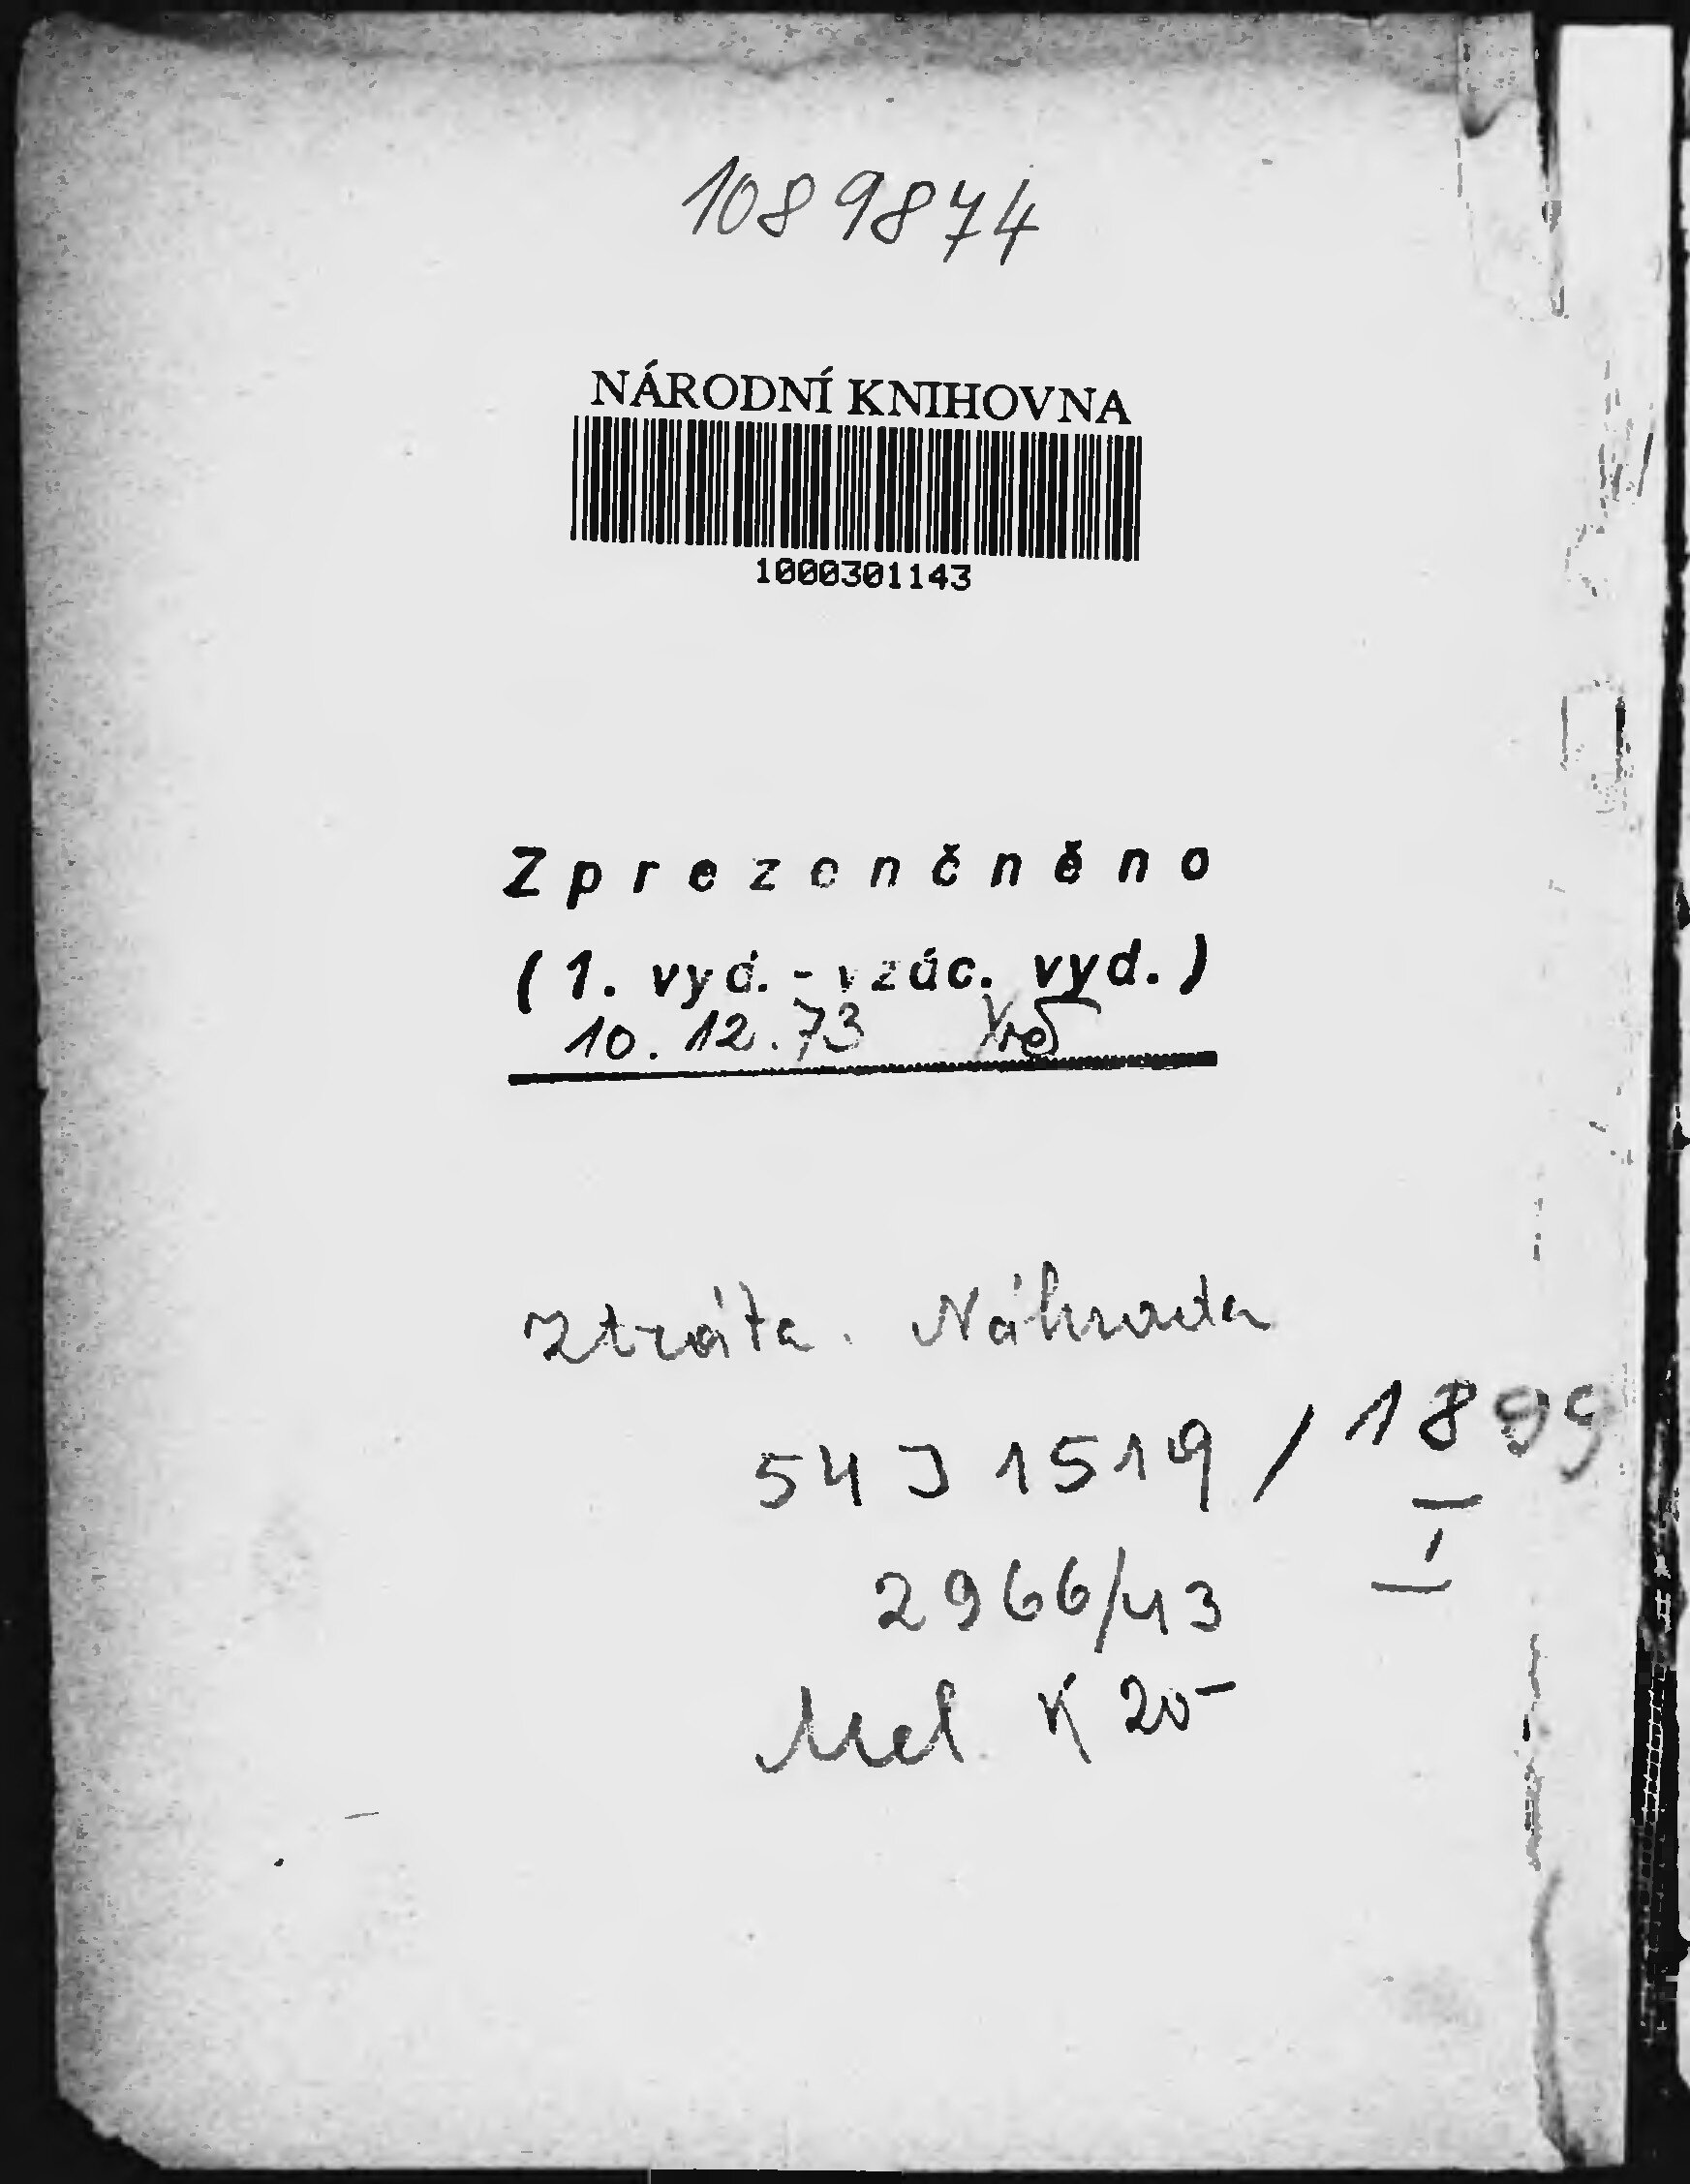 1089874
NÁRODNÍ KNIHOVNA
1000301143
Zprezenčněno
(1. vyd. - vzác. vyd.)
10. 12. 73
Ztráta. Náhrada
54 J 1519 / 1899
I
2966/43
Mel. K 20-